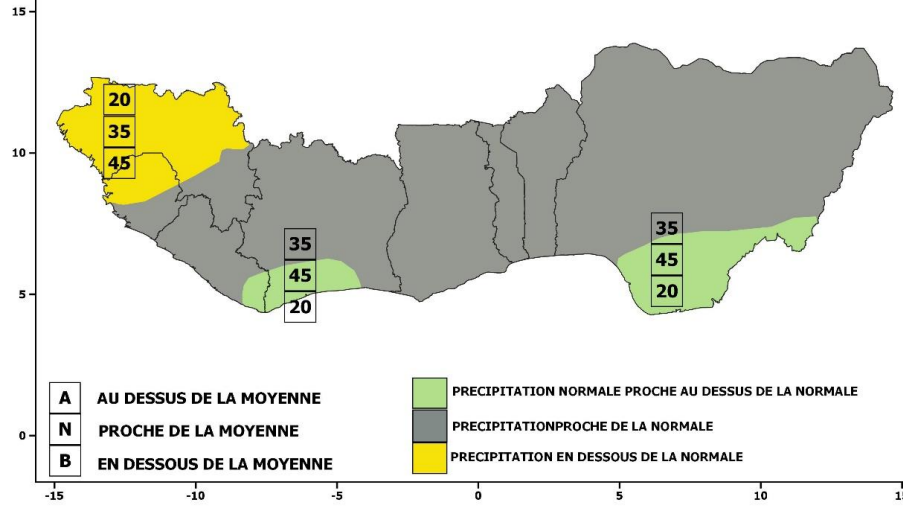 15
20
35
45
10
35
45
20
35
45
20
5
A AU DESSUS DE LA MOYENNE
N PROCHE DE LA MOYENNE
B EN DESSOUS DE LA MOYENNE
PRECIPITATION NORMALE PROCHE AU DESSUS DE LA NORMALE
PRECIPITATIONPROCHE DE LA NORMALE
PRECIPITATION EN DESSOUS DE LA NORMALE
0
-15 -10 -5 0 5 10 15